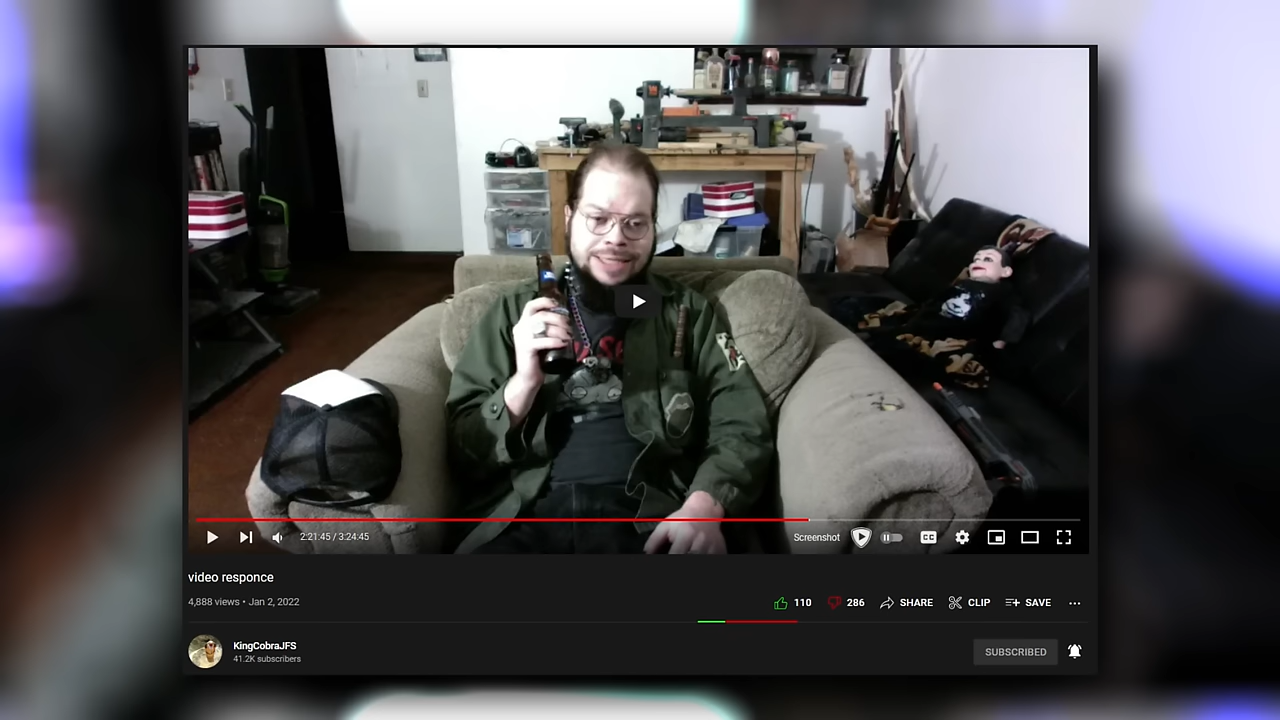 2:21:45 / 3:24:45
Screenshot
CC
video responce
4,888 views • Jan 2, 2022
110
286
SHARE
CLIP
SAVE
KingCobraJFS
41.2K subscribers
SUBSCRIBED